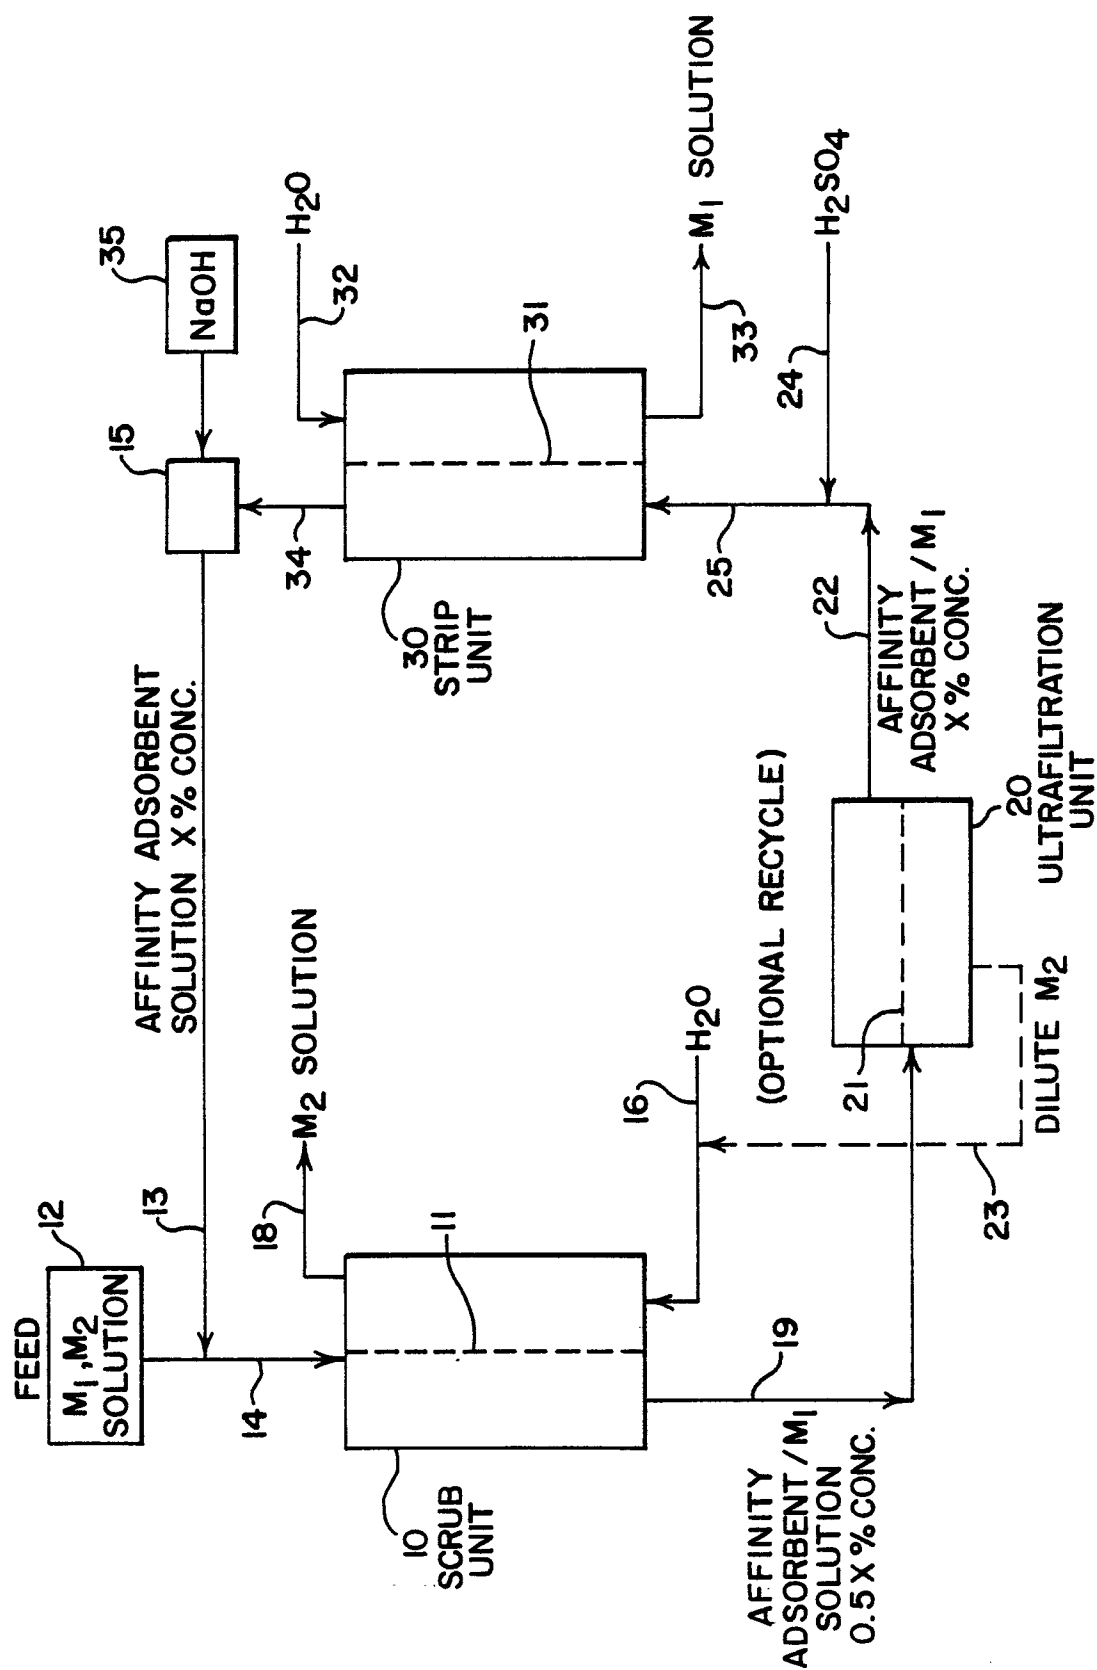 FEED
M1,M2
SOLUTION
12
13
14
AFFINITY ADSORBENT
SOLUTION X % CONC.
15
NaOH
35
10
SCRUB
UNIT
11
18
M2 SOLUTION
16
H2O
34
30
STRIP
UNIT
31
32
H2O
33
M1 SOLUTION
19
AFFINITY
ADSORBENT/M1
SOLUTION
0.5X % CONC.
(OPTIONAL RECYCLE)
21
23
DILUTE M2
20
ULTRAFILTRATION
UNIT
22
AFFINITY
ADSORBENT/M1
X % CONC.
25
24
H2SO4